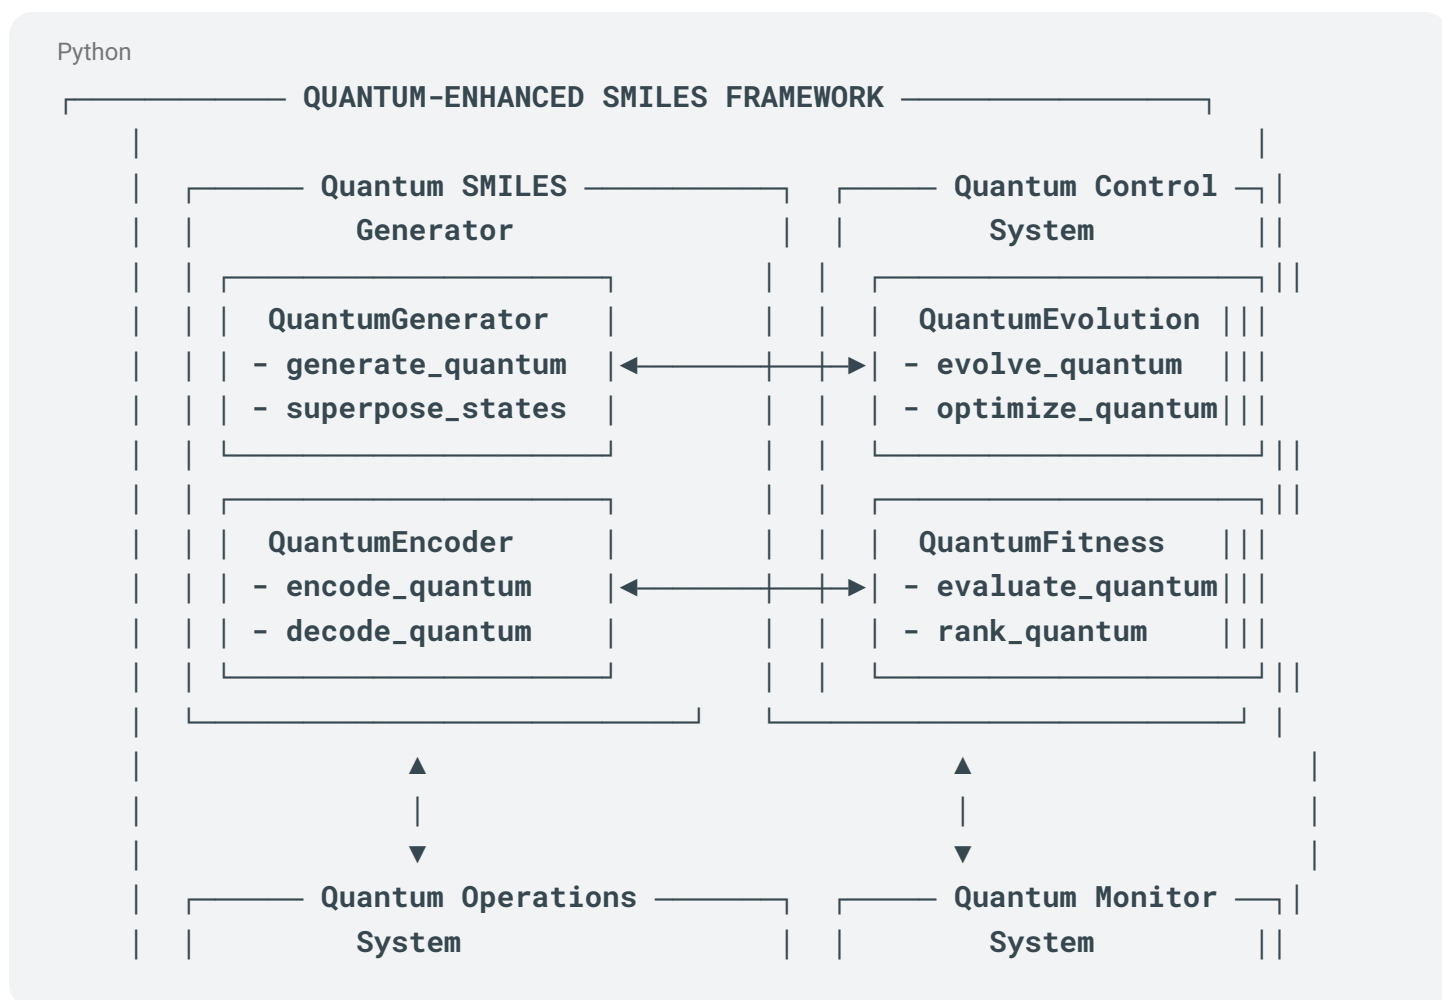 Python
QUANTUM-ENHANCED SMILES FRAMEWORK
Quantum SMILES Quantum Control
Generator System
QuantumGenerator QuantumEvolution
- generate_quantum - evolve_quantum
- superpose_states - optimize_quantum
QuantumEncoder QuantumFitness
- encode_quantum - evaluate_quantum
- decode_quantum - rank_quantum
Quantum Operations Quantum Monitor
System System